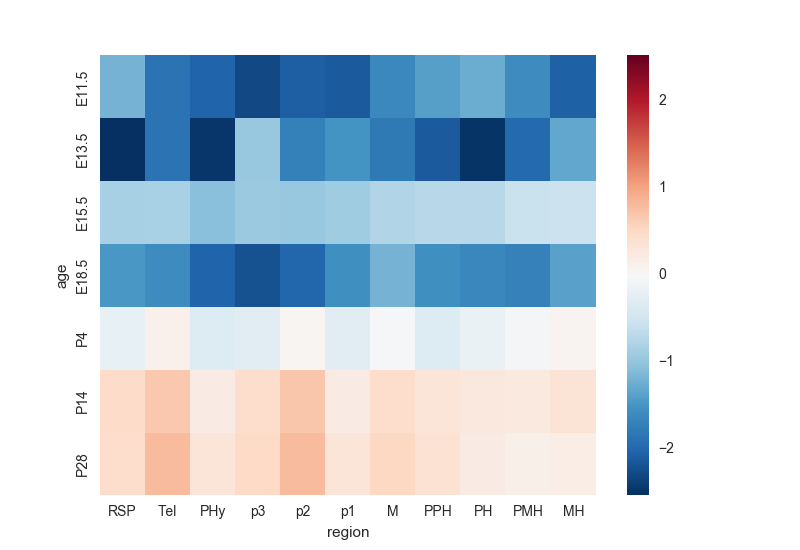 E11.5
E13.5
E15.5
E18.5
P4
P14
P28
age
RSP Tel PHy p3 p2 p1 M PPH PH PMH MH
region
2
1
0
−1
−2